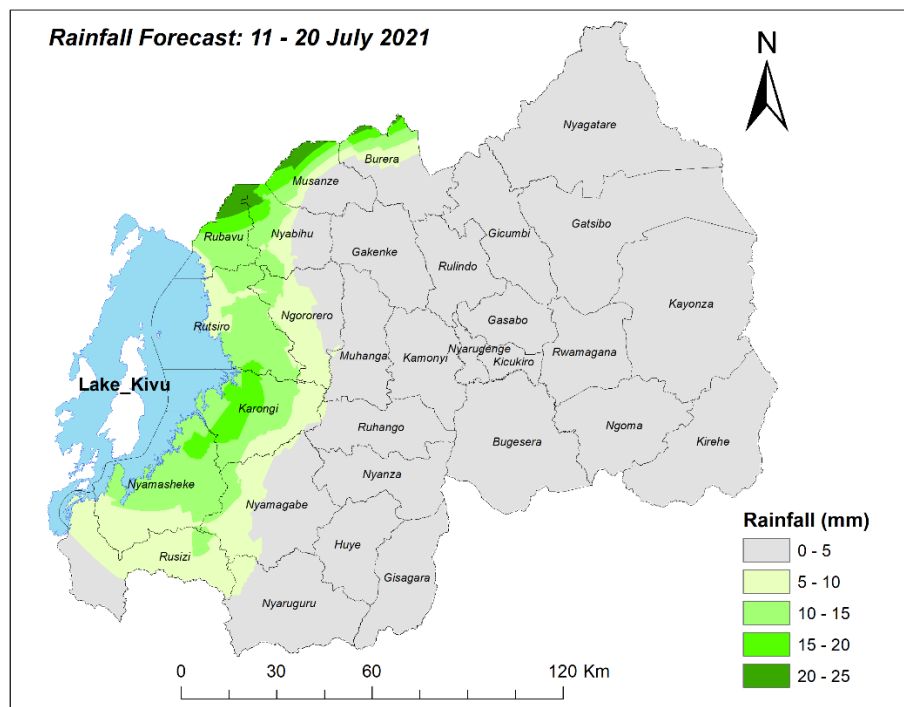 Rainfall Forecast: 11 - 20 July 2021
N
Nyagatare
Burera
Musanze
Gatsibo
Rubavu
Nyabihu
Gicumbi
Gakenke
Rulindo
Kayonza
Rutsiro
Ngororero
Gasabo
Muhanga
Kamonyi
Nyarugenge
Rwamagana
Kicukiro
Lake_Kivu
Karongi
Ruhango
Bugesera
Ngoma
Kirehe
Nyamasheke
Nyanza
Nyamagabe
Huye
Rusizi
Gisagara
Nyaruguru
Rainfall (mm)
0 - 5
5 - 10
10 - 15
15 - 20
20 - 25
0 30 60 120 Km